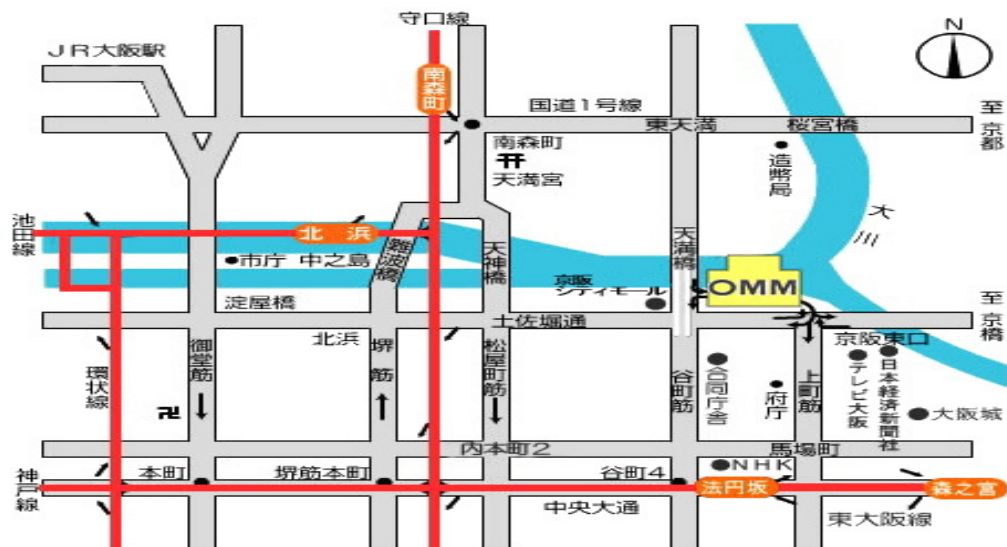 守口線
N
JR大阪駅
南森町
国道1号線
至京都
東天満
桜宮橋
南森町
天満宮
造幣局
大川
池田線
北浜
難波橋
天神橋
天満橋
市庁 中之島
京阪
シティモール
OMM
淀屋橋
土佐堀通
至京橋
北浜
京阪東口
環状線
御堂筋
堺筋
松屋町筋
谷町筋
合同庁舎
府庁
上町筋
テレビ大阪
日本経済新聞社
大阪城
内本町2
馬場町
神戸線
本町
堺筋本町
谷町4
NHK
法円坂
森之宮
中央大通
東大阪線